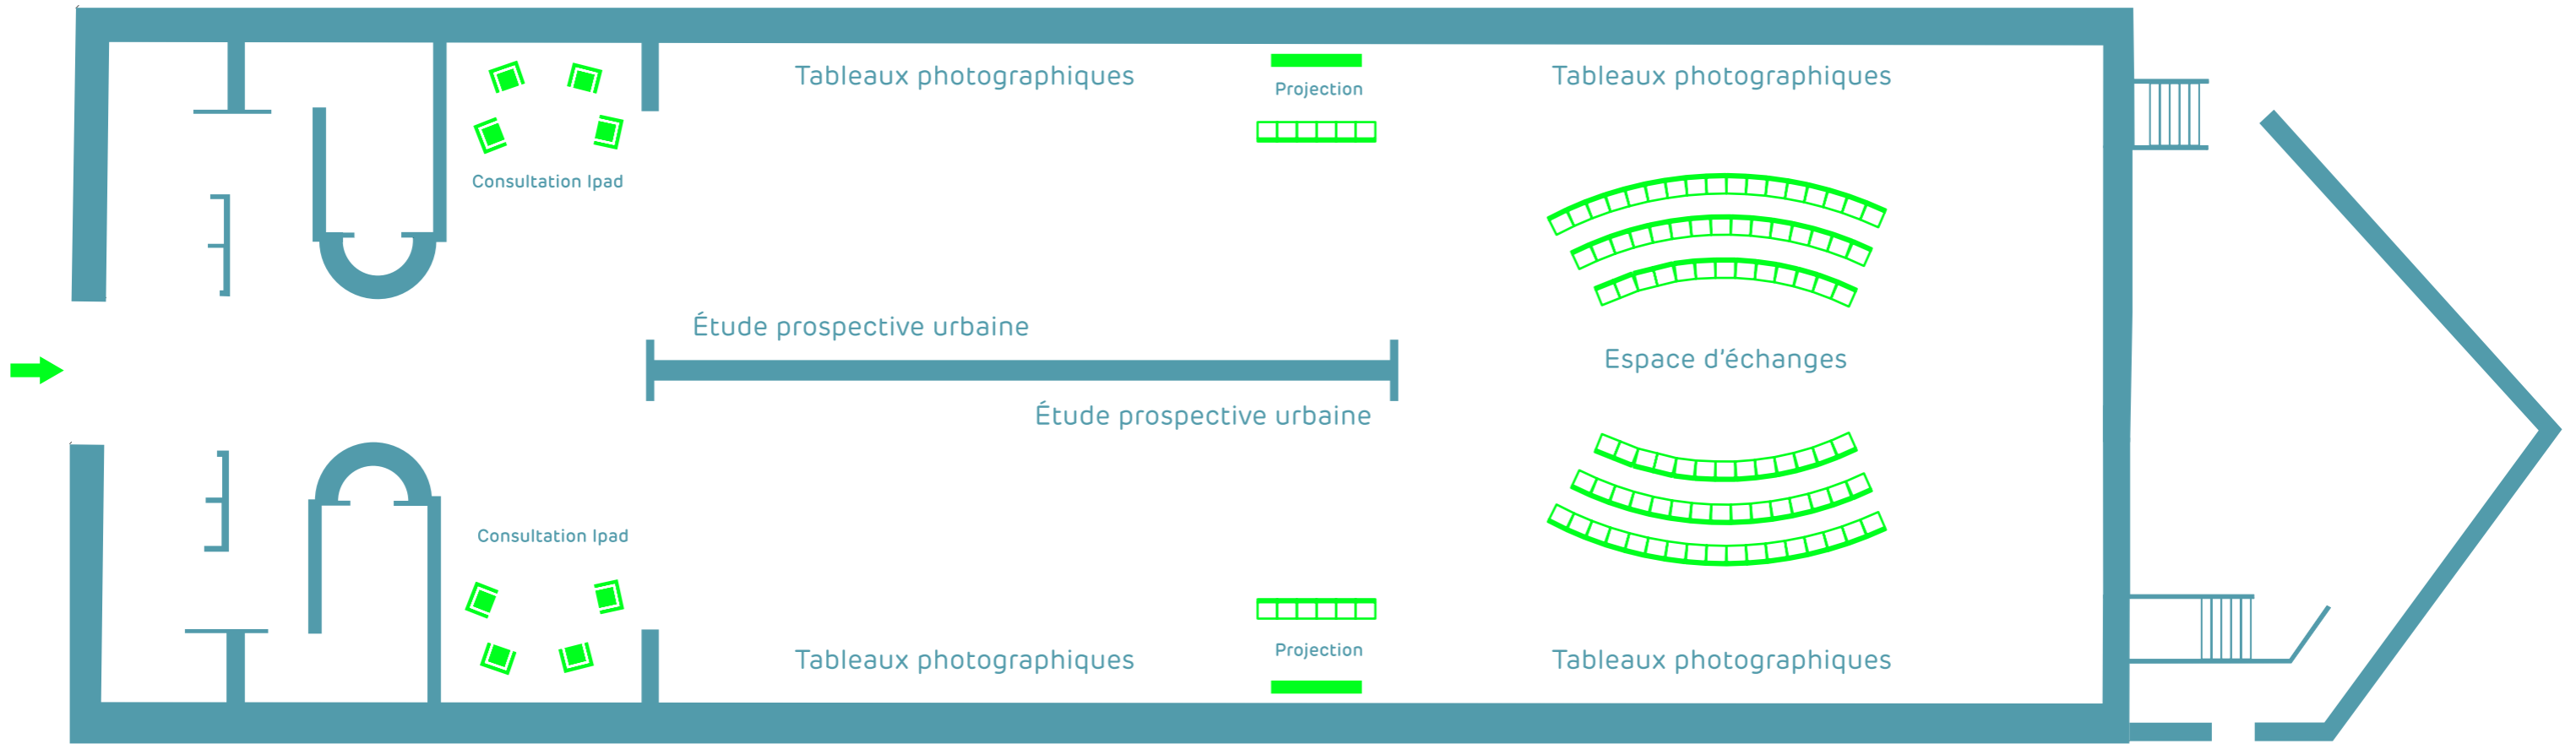 Tableaux photographiques
Projection
Tableaux photographiques
Consultation Ipad
Étude prospective urbaine
Espace d'échanges
Étude prospective urbaine
Consultation Ipad
Tableaux photographiques
Projection
Tableaux photographiques